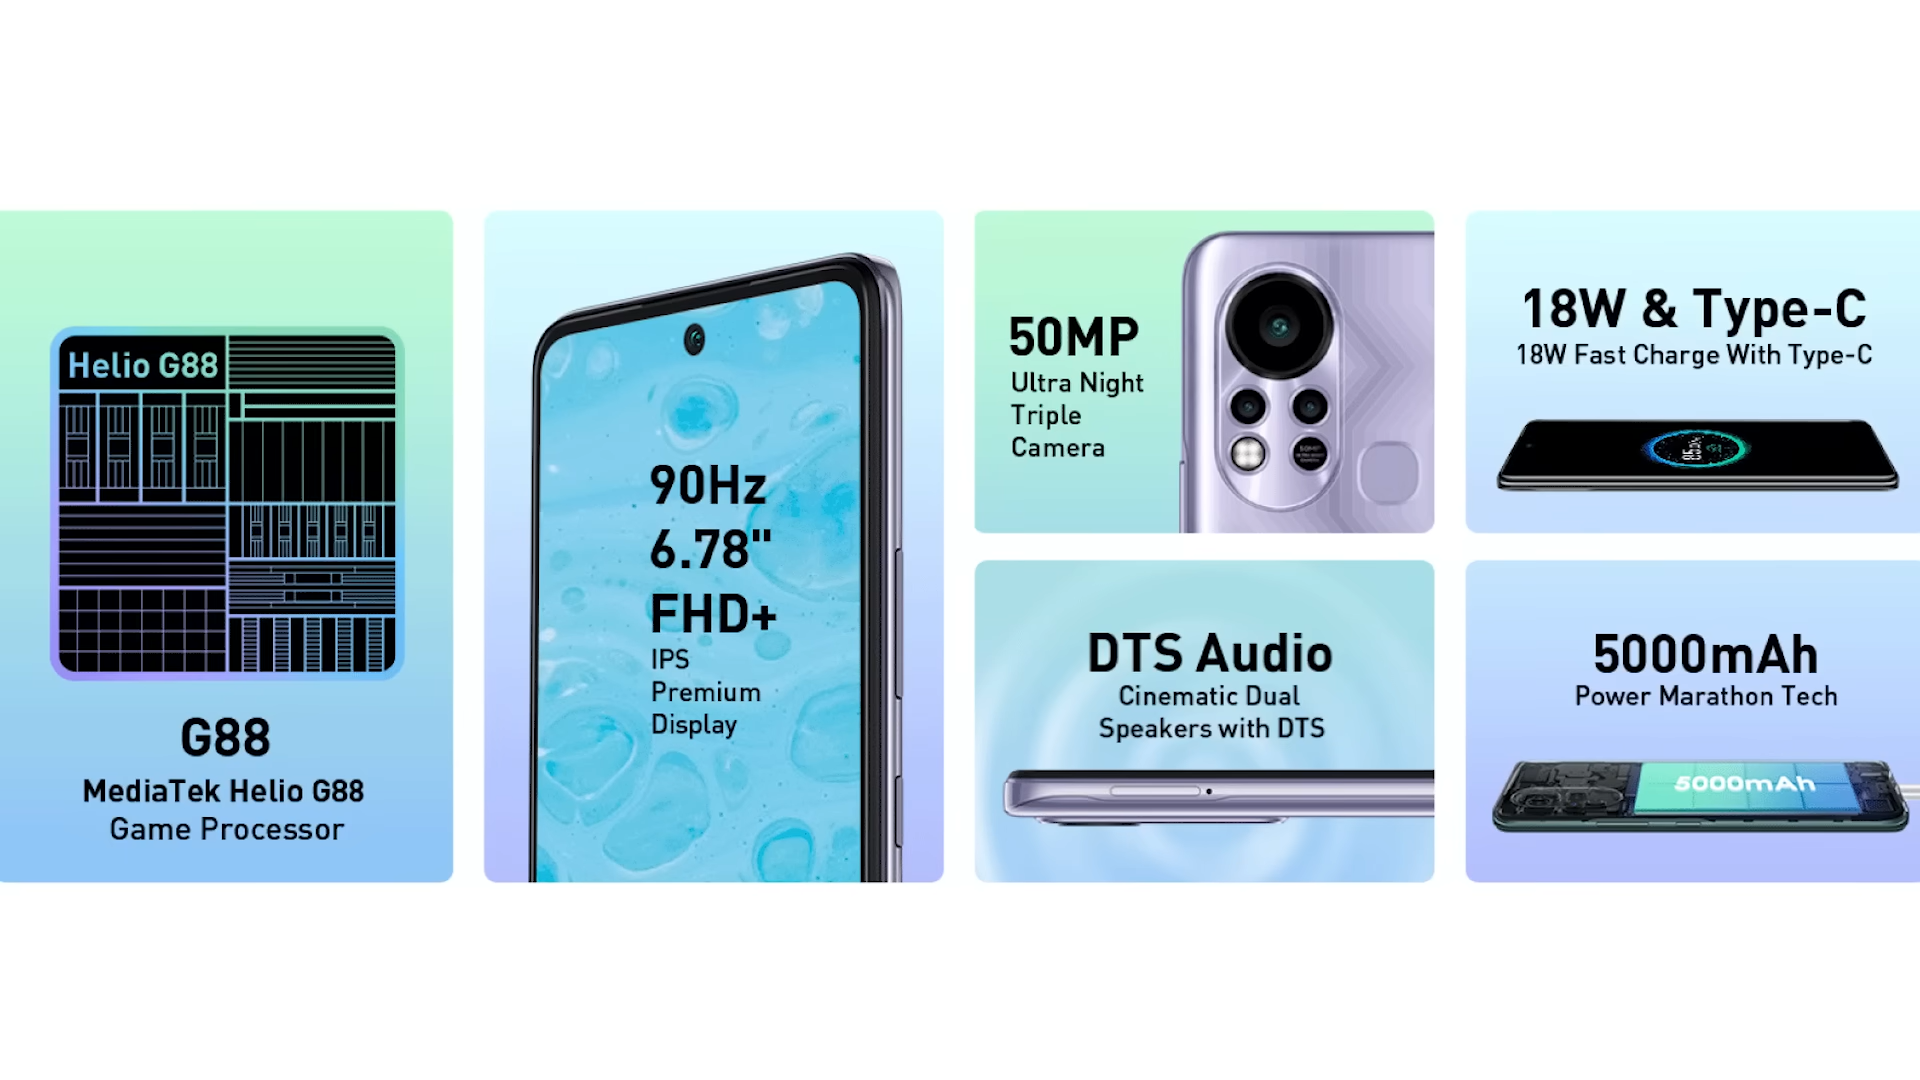 Helio G88
G88
MediaTek Helio G88
Game Processor
90Hz
6.78"
FHD+
IPS
Premium
Display
50MP
Ultra Night
Triple
Camera
DTS Audio
Cinematic Dual
Speakers with DTS
18W & Type-C
18W Fast Charge With Type-C
5000mAh
Power Marathon Tech
5000mAh